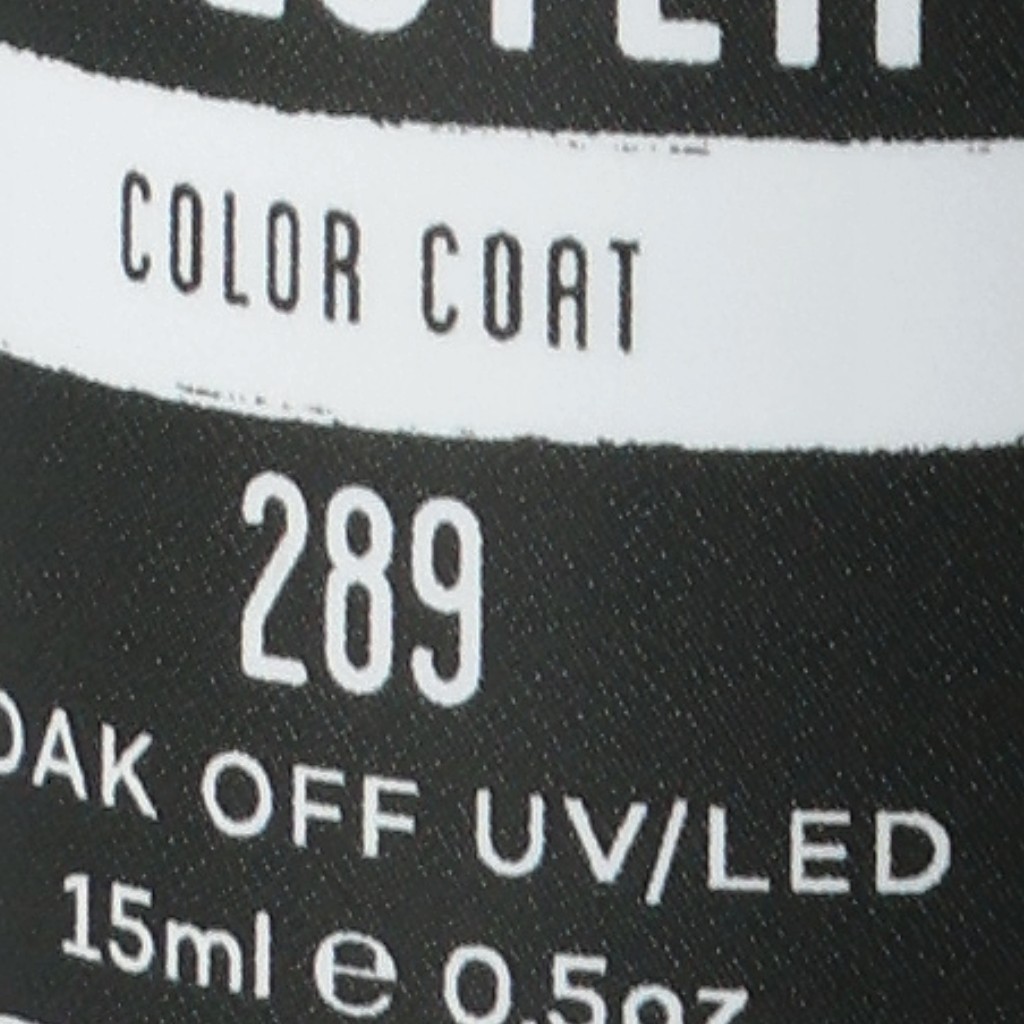 COLOR COAT
289
OAK OFF UV/LED
15ml ℮ 0.5oz